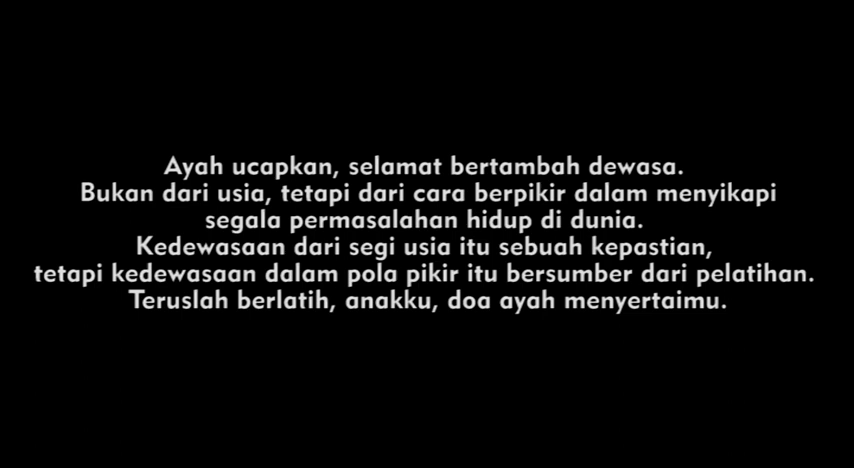 Ayah ucapkan, selamat bertambah dewasa.
Bukan dari usia, tetapi dari cara berpikir dalam menyikapi
segala permasalahan hidup di dunia.
Kedewasaan dari segi usia itu sebuah kepastian,
tetapi kedewasaan dalam pola pikir itu bersumber dari pelatihan.
Teruslah berlatih, anakku, doa ayah menyertaimu.